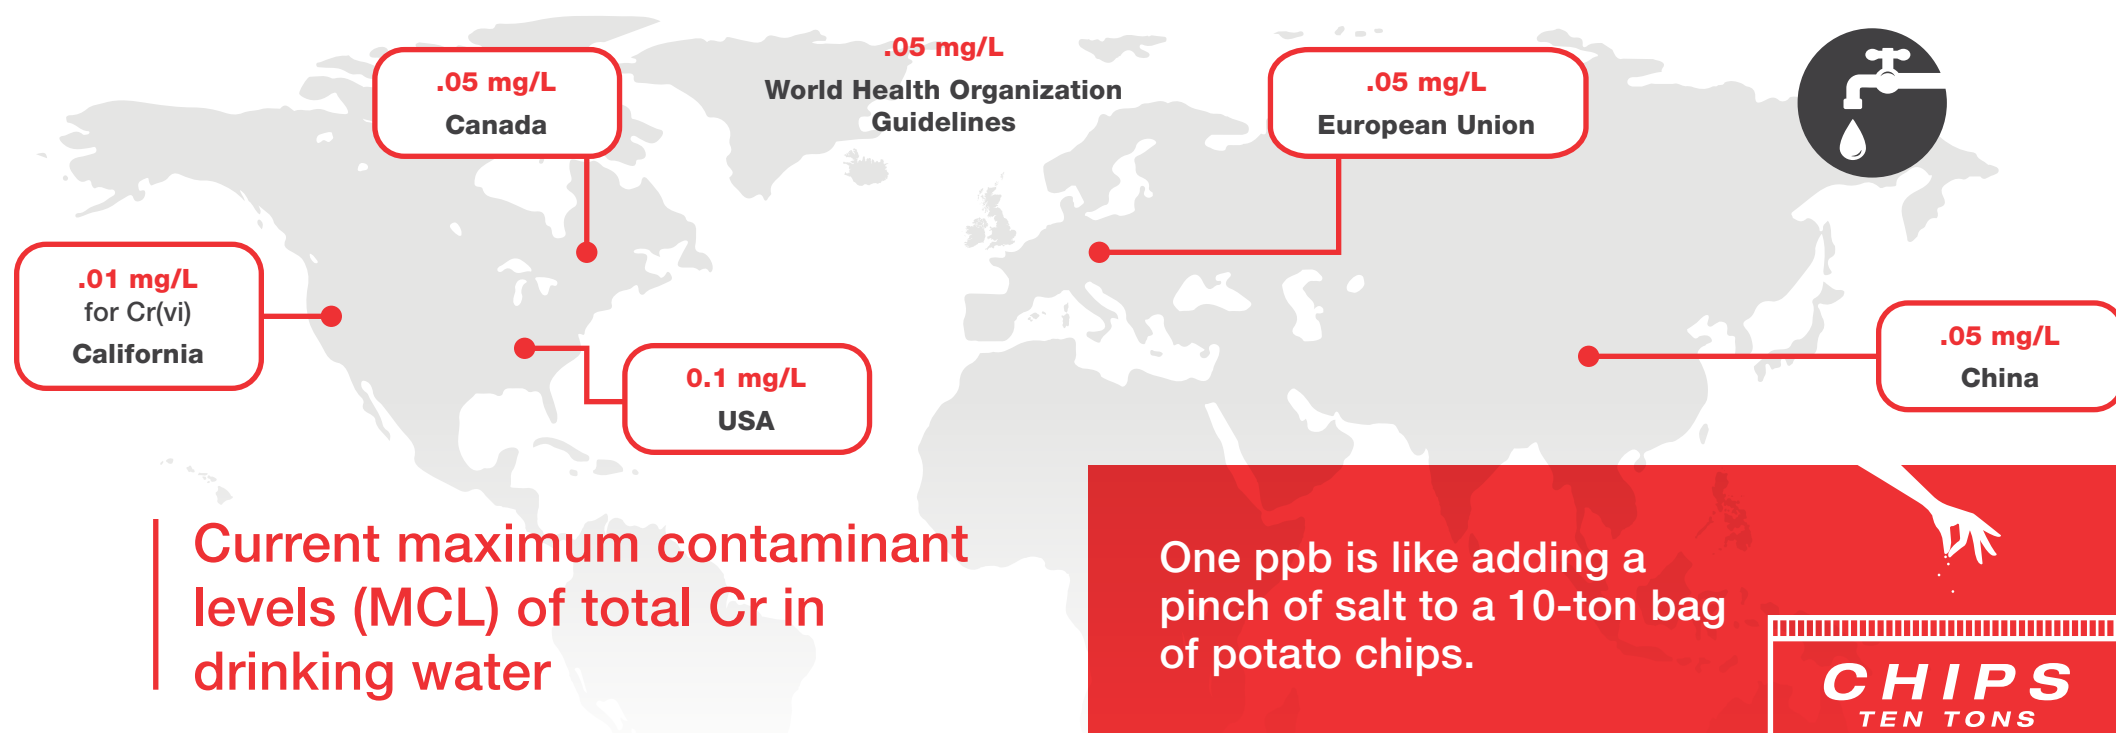 .05 mg/L
Canada
.05 mg/L
World Health Organization
Guidelines
.05 mg/L
European Union
.01 mg/L
for Cr(vi)
California
0.1 mg/L
USA
.05 mg/L
China
Current maximum contaminant
levels (MCL) of total Cr in
drinking water
One ppb is like adding a
pinch of salt to a 10-ton bag
of potato chips.
CHIPS
TEN TONS